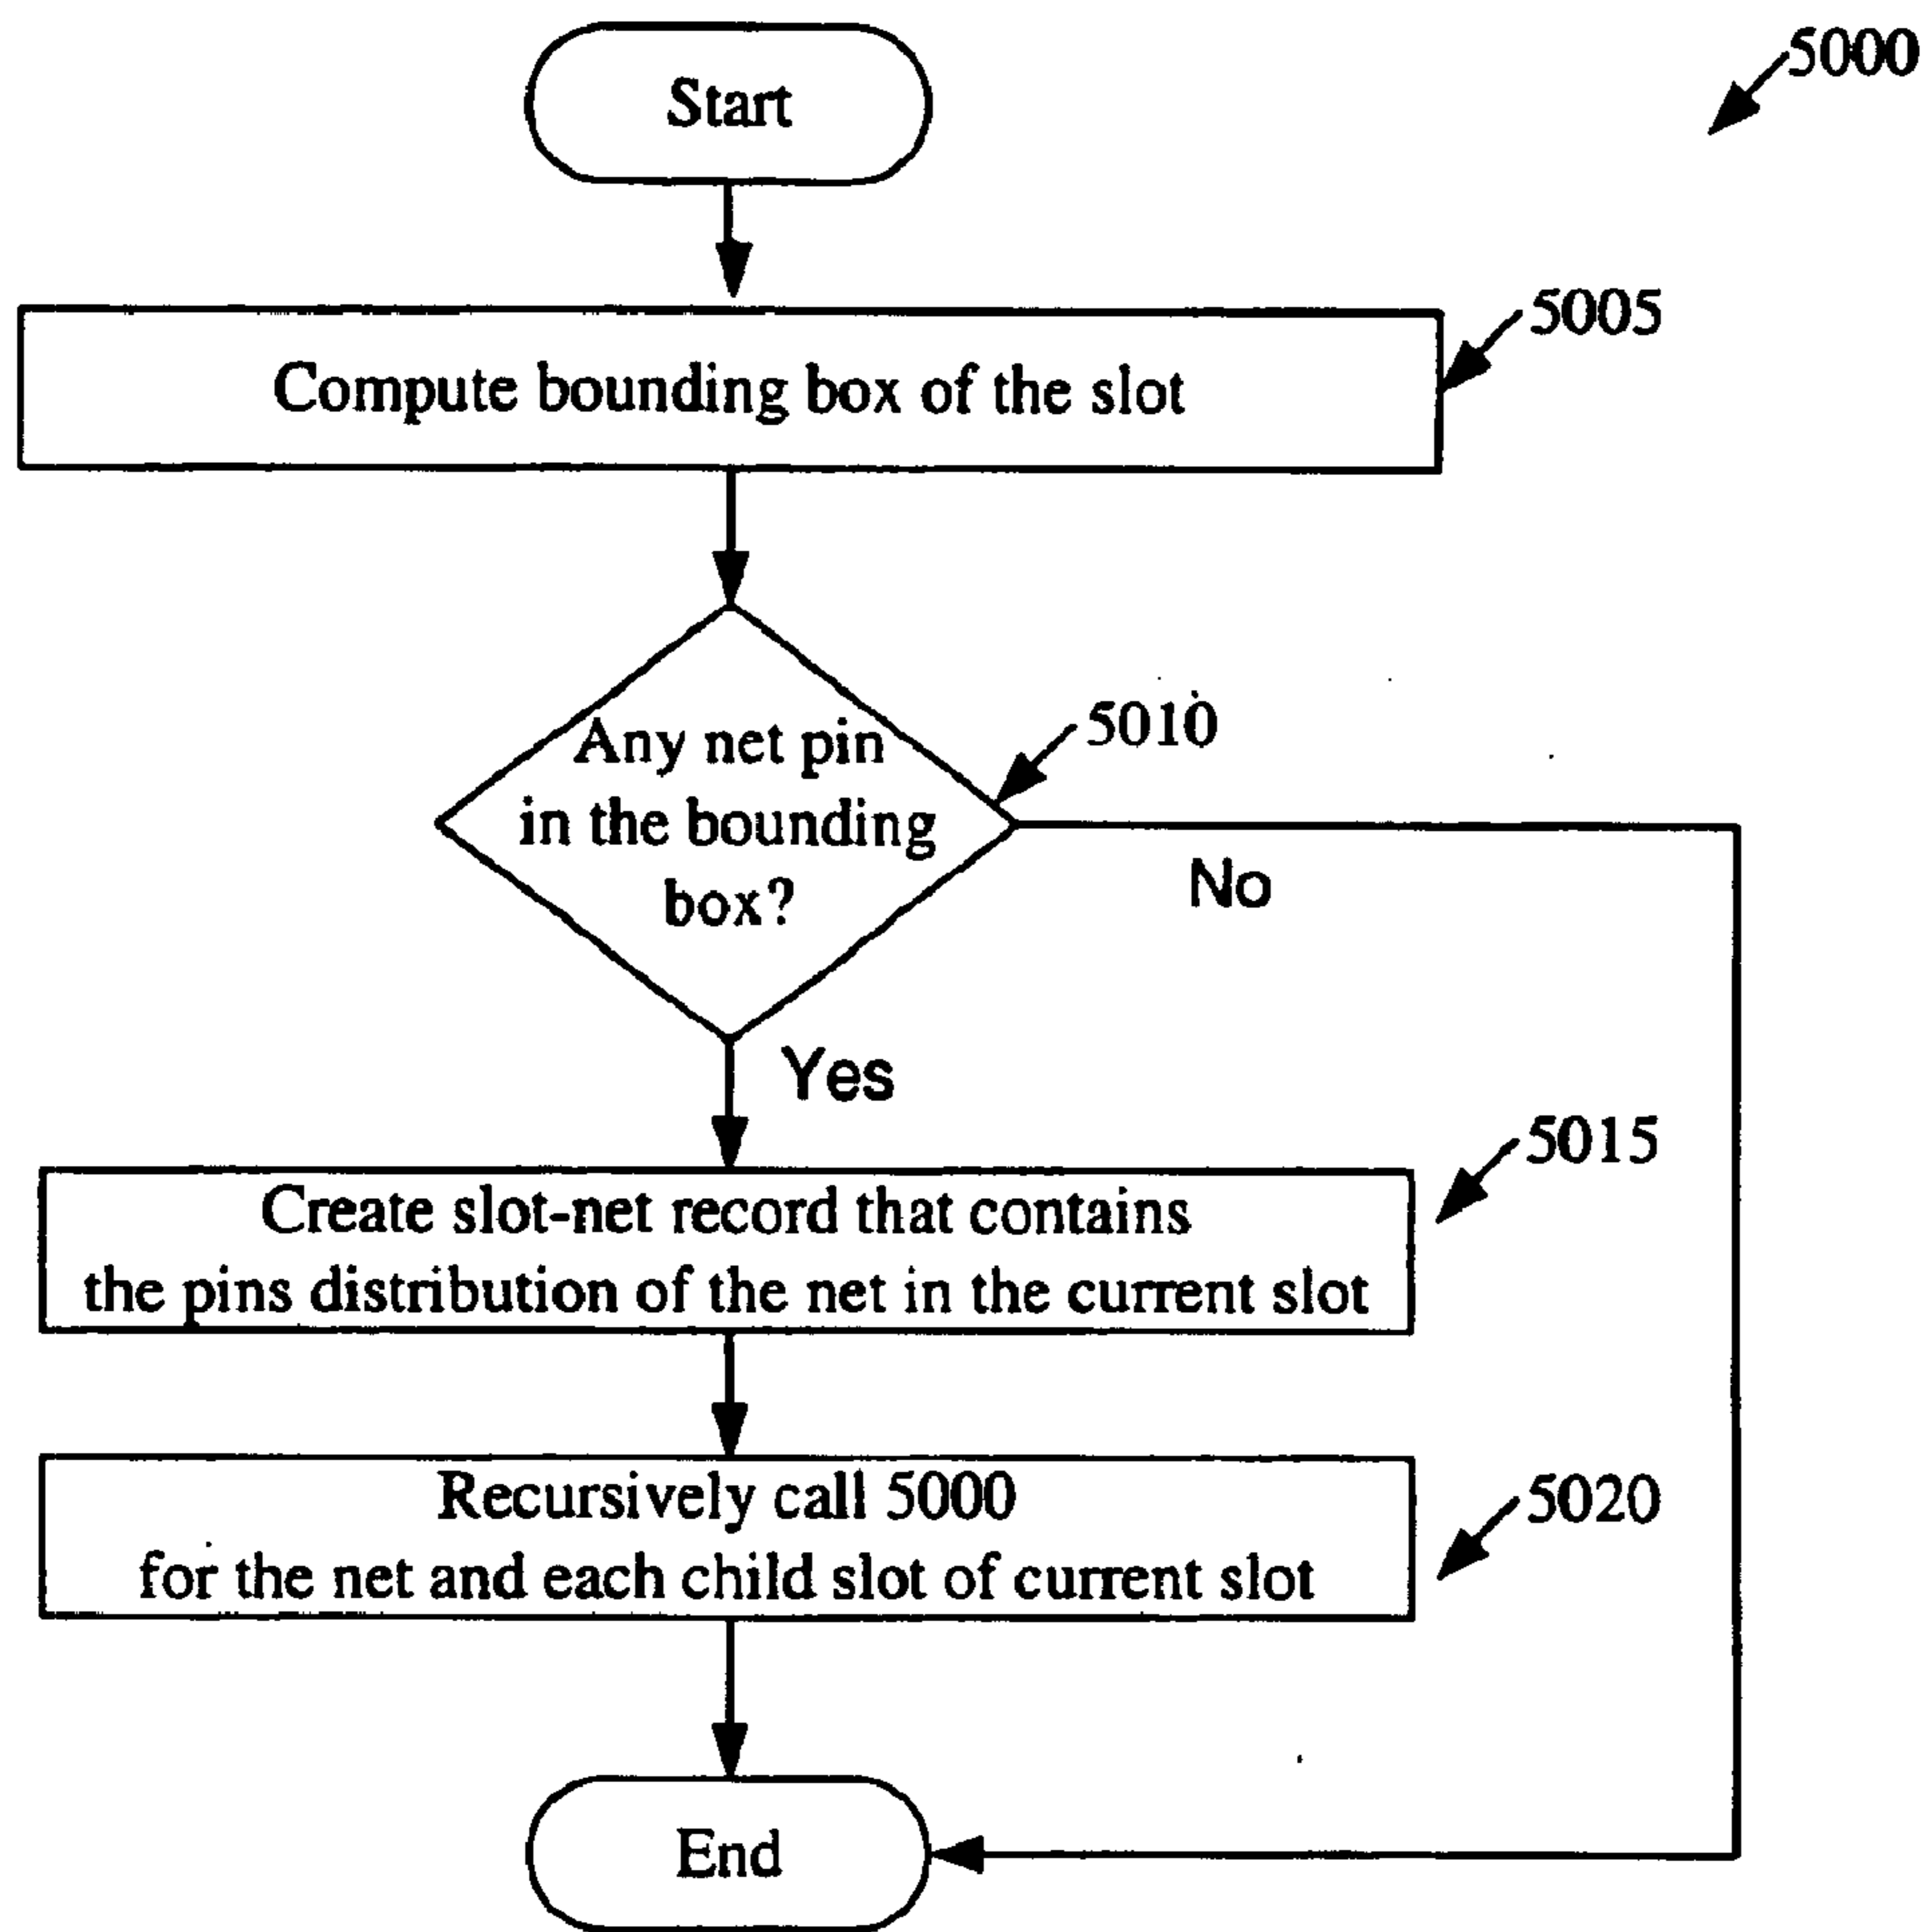 Start
5000
Compute bounding box of the slot
5005
Any net pin
in the bounding
box?
5010
No
Yes
Create slot-net record that contains
the pins distribution of the net in the current slot
5015
Recursively call 5000
for the net and each child slot of current slot
5020
End